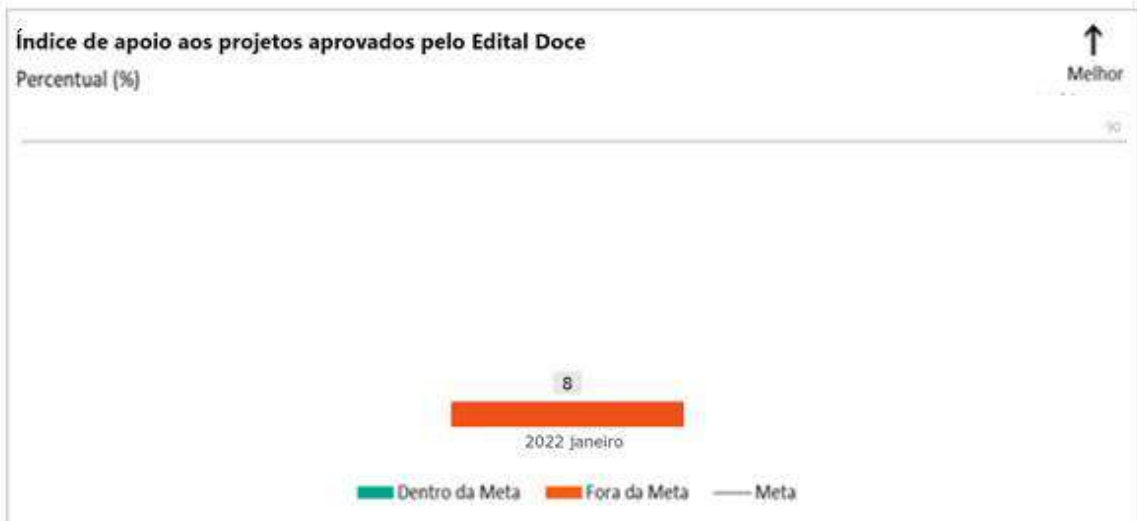 Índice de apoio aos projetos aprovados pelo Edital Doce
Percentual (%)
Melhor
90
8
2022 janeiro
Dentro da Meta Fora da Meta Meta